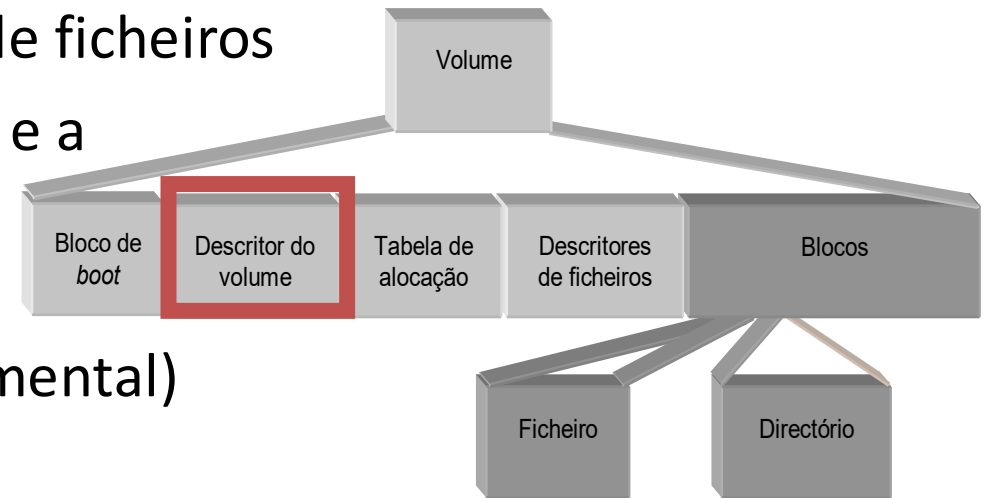 de ficheiros
e a
mental)
Volume
Bloco de
boot
Descritor do
volume
Tabela de
alocação
Descritores
de ficheiros
Blocos
Ficheiro
Directório